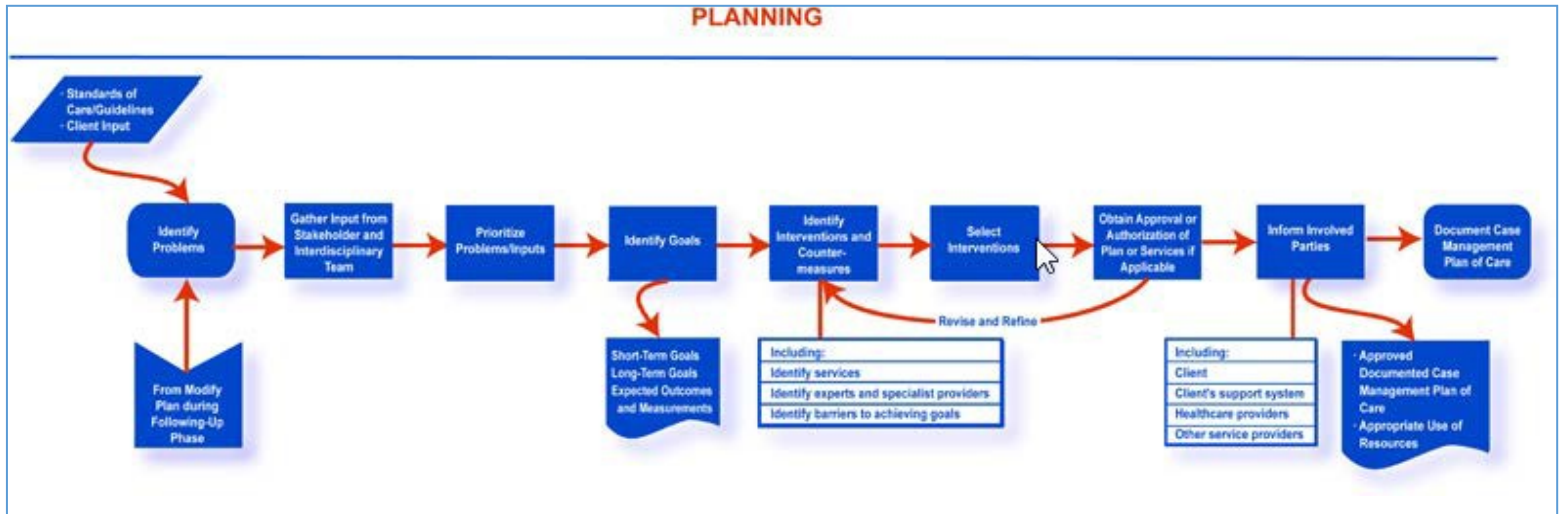 PLANNING
· Standards of
Care/Guidelines
· Client Input
Identify
Problems
Gather Input from
Stakeholder and
Interdisciplinary
Team
Prioritize
Problems/Inputs
Identify Goals
Identify
Interventions and
Counter-
measures
Select
Interventions
Obtain Approval or
Authorization of
Plan or Services if
Applicable
Inform Involved
Parties
Document Case
Management
Plan of Care
Revise and Refine
From Modify
Plan during
Following-Up
Phase
Short-Term Goals
Long-Term Goals
Expected Outcomes
and Measurements
Including:
Identify services
Identify experts and specialist providers
Identify barriers to achieving goals
Including:
Client
Client's support system
Healthcare providers
Other service providers
· Approved
Documented Case
Management Plan of
Care
· Appropriate Use of
Resources